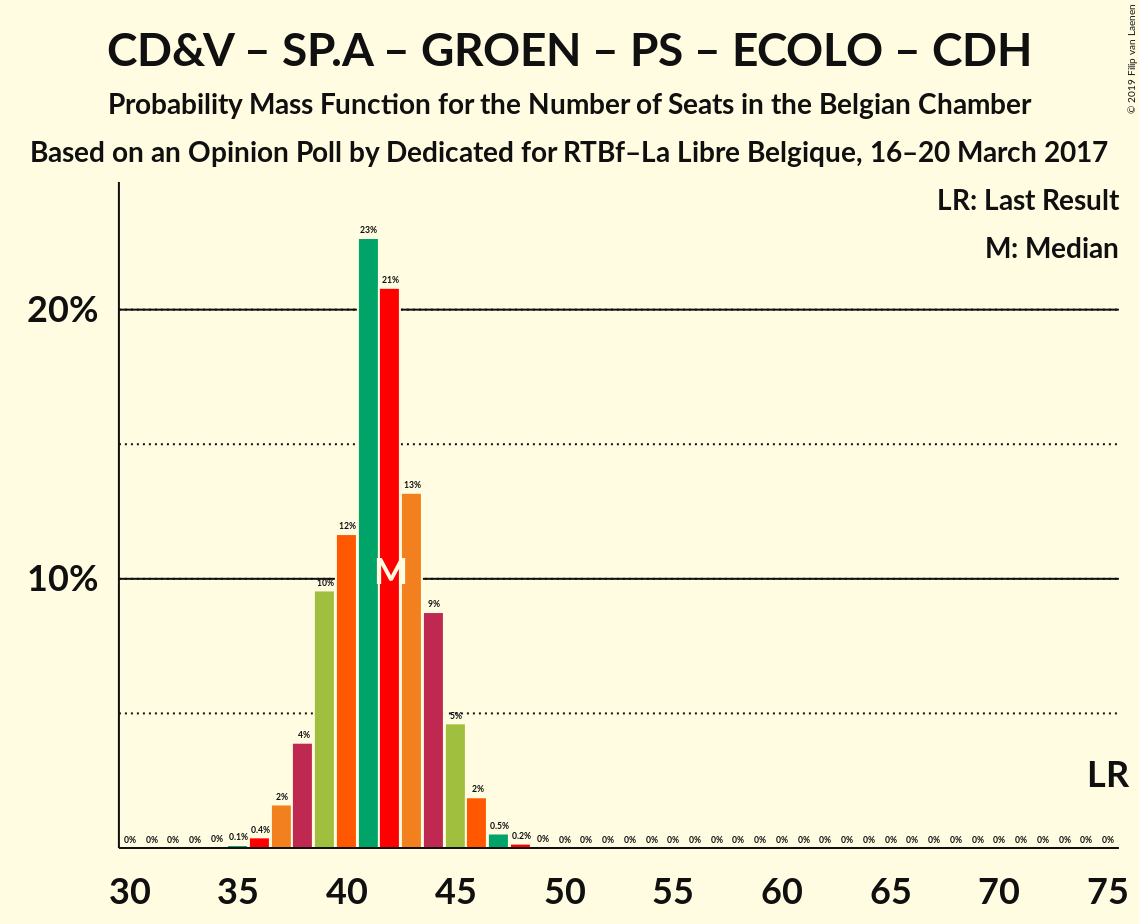 CD&V – SP.A – GROEN – PS – ECOLO – CDH
Probability Mass Function for the Number of Seats in the Belgian Chamber
Based on an Opinion Poll by Dedicated for RTBf–La Libre Belgique, 16–20 March 2017
© 2019 Filip van Laenen
LR: Last Result
M: Median
20%
10%
0% 0% 0% 0% 0% 0.1% 0.4% 2% 4% 10% 12% 23% 21% 13% 9% 5% 2% 0.5% 0.2% 0% 0% 0% 0% 0% 0% 0% 0% 0% 0% 0% 0% 0% 0% 0% 0% 0% 0% 0% 0% 0% 0% 0% 0% 0% 0% 0%
M
LR
30 35 40 45 50 55 60 65 70 75